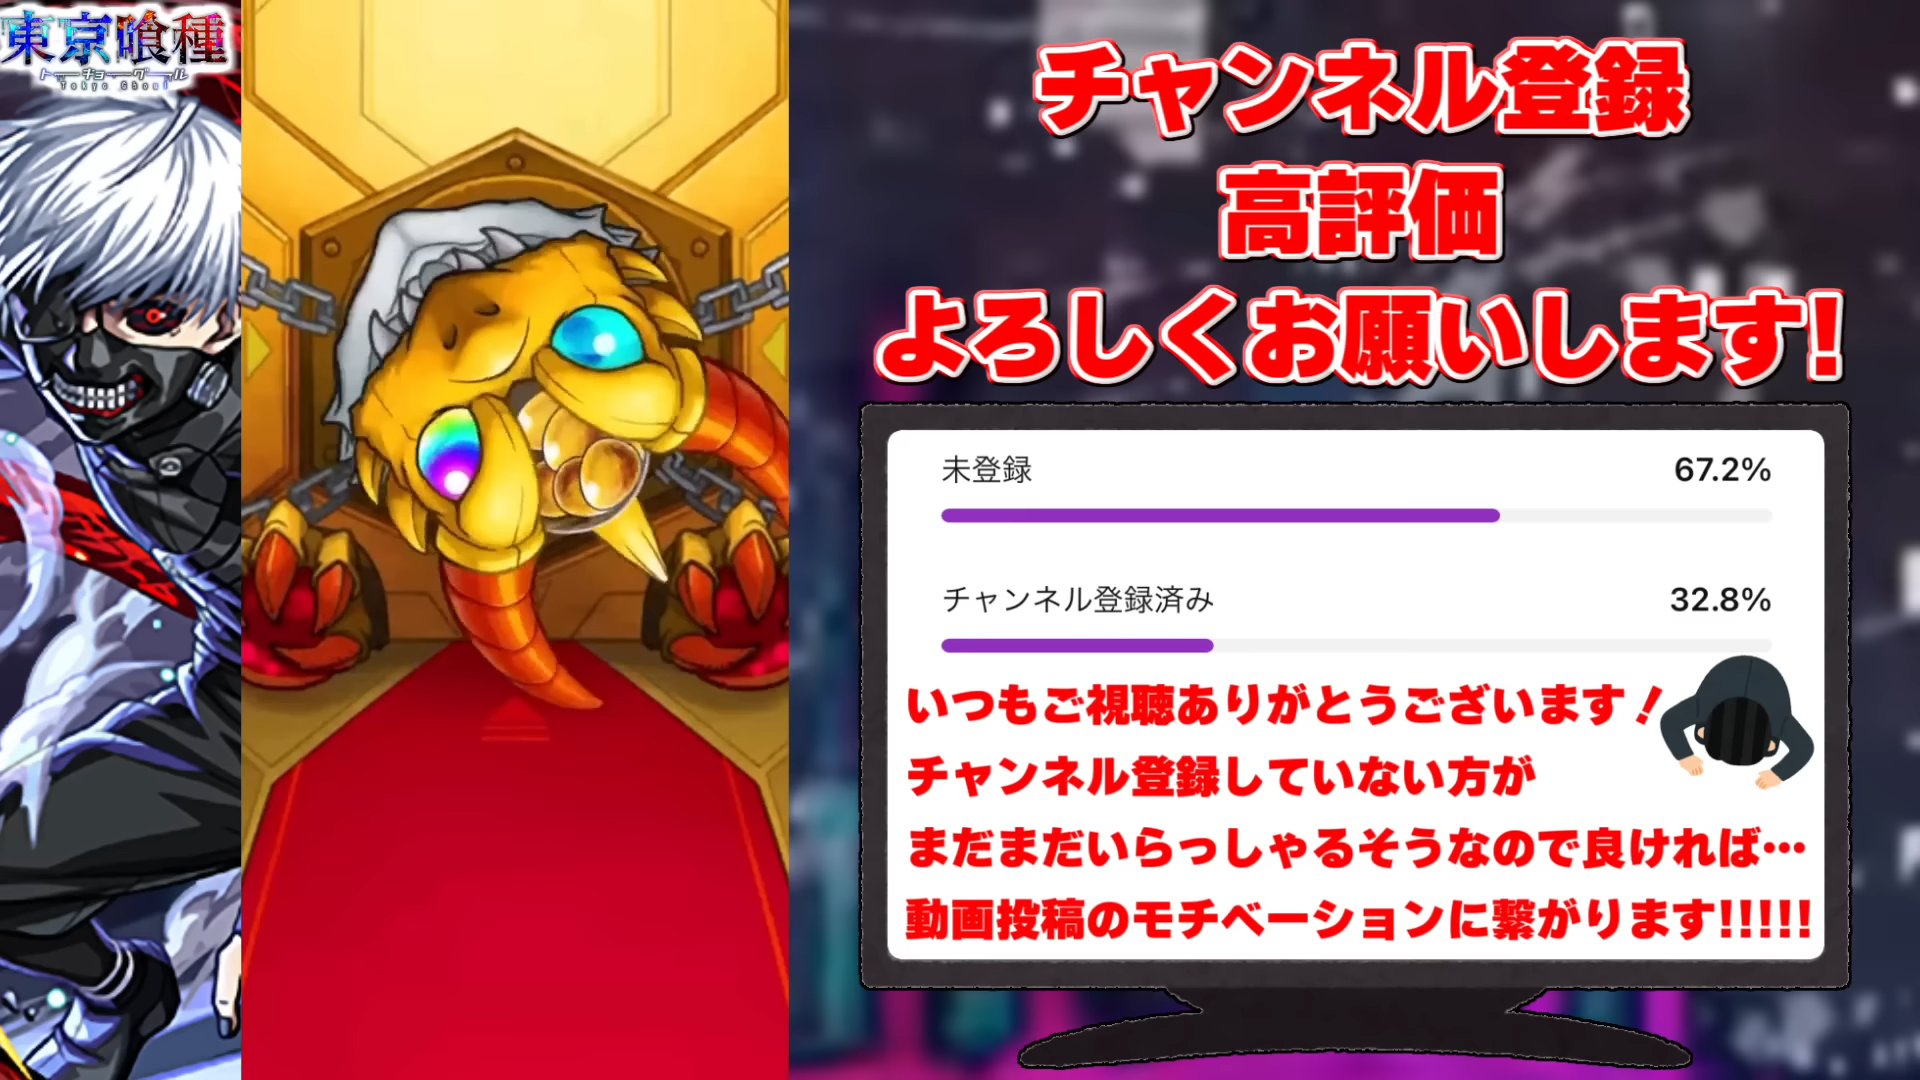 東京喰種
トーキョーグール
Tokyo Ghoul
チャンネル登録
高評価
よろしくお願いします!
未登録 67.2%
チャンネル登録済み 32.8%
いつもご視聴ありがとうございます!
チャンネル登録していない方が
まだまだいらっしゃるそうなので良ければ…
動画投稿のモチベーションに繋がります!!!!!